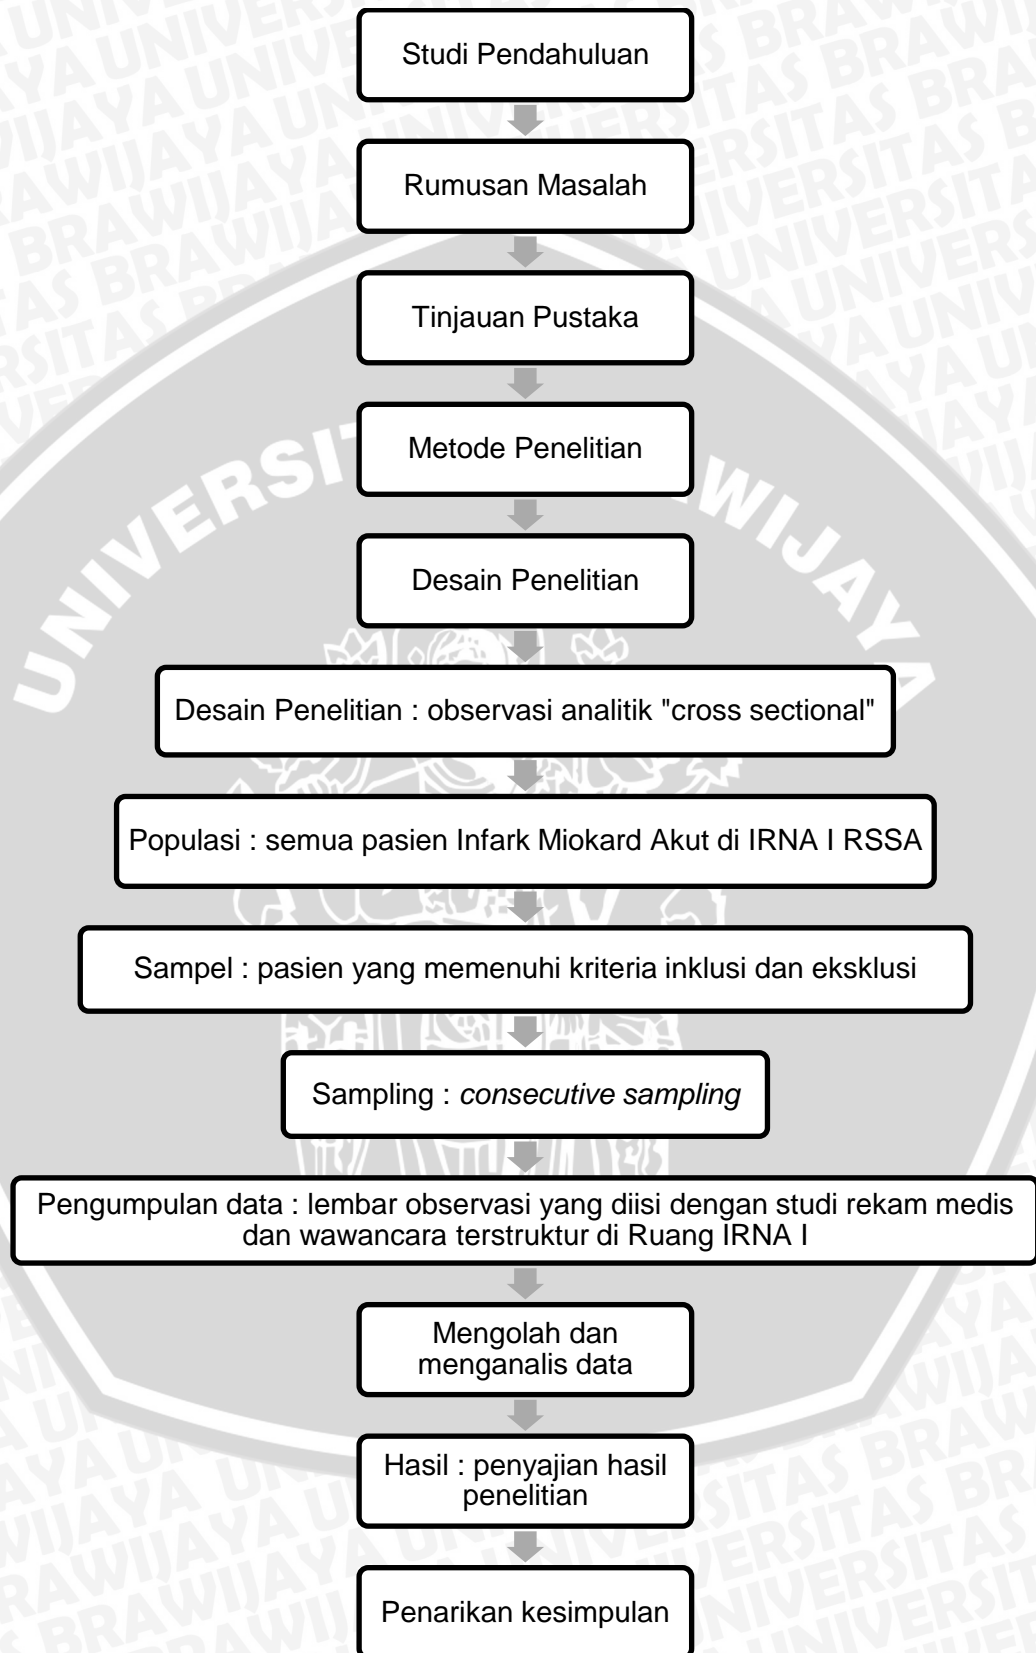 Studi Pendahuluan
Rumusan Masalah
Tinjauan Pustaka
Metode Penelitian
Desain Penelitian
Desain Penelitian : observasi analitik "cross sectional"
Populasi : semua pasien Infark Miokard Akut di IRNA I RSSA
Sampel : pasien yang memenuhi kriteria inklusi dan eksklusi
Sampling : consecutive sampling
Pengumpulan data : lembar observasi yang diisi dengan studi rekam medis
dan wawancara terstruktur di Ruang IRNA I
Mengolah dan
menganalis data
Hasil : penyajian hasil
penelitian
Penarikan kesimpulan